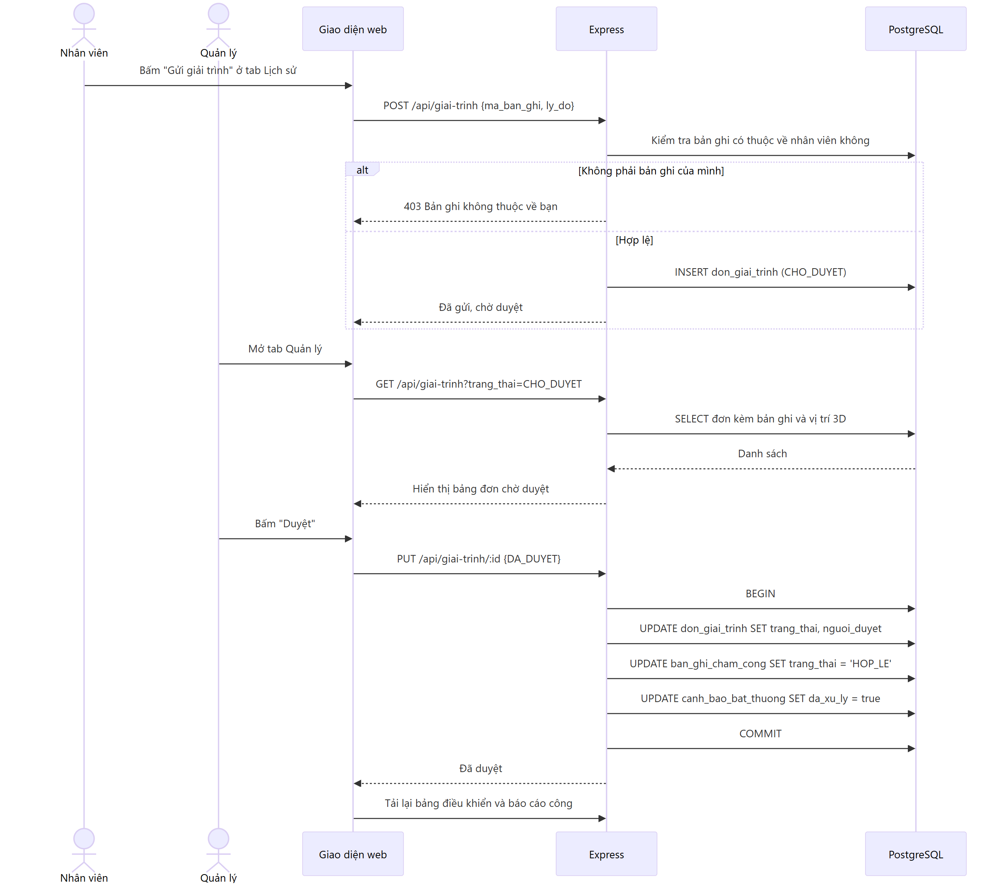 Nhân viên
Quản lý
Giao diện web
Express
PostgreSQL
Bấm "Gửi giải trình" ở tab Lịch sử
POST /api/giai-trinh {ma_ban_ghi, ly_do}
Kiểm tra bản ghi có thuộc về nhân viên không
alt
[Không phải bản ghi của mình]
403 Bản ghi không thuộc về bạn
[Hợp lệ]
INSERT don_giai_trinh (CHO_DUYET)
Đã gửi, chờ duyệt
Mở tab Quản lý
GET /api/giai-trinh?trang_thai=CHO_DUYET
SELECT đơn kèm bản ghi và vị trí 3D
Danh sách
Hiển thị bảng đơn chờ duyệt
Bấm "Duyệt"
PUT /api/giai-trinh/:id {DA_DUYET}
BEGIN
UPDATE don_giai_trinh SET trang_thai, nguoi_duyet
UPDATE ban_ghi_cham_cong SET trang_thai = 'HOP_LE'
UPDATE canh_bao_bat_thuong SET da_xu_ly = true
COMMIT
Đã duyệt
Tải lại bảng điều khiển và báo cáo công
Nhân viên
Quản lý
Giao diện web
Express
PostgreSQL